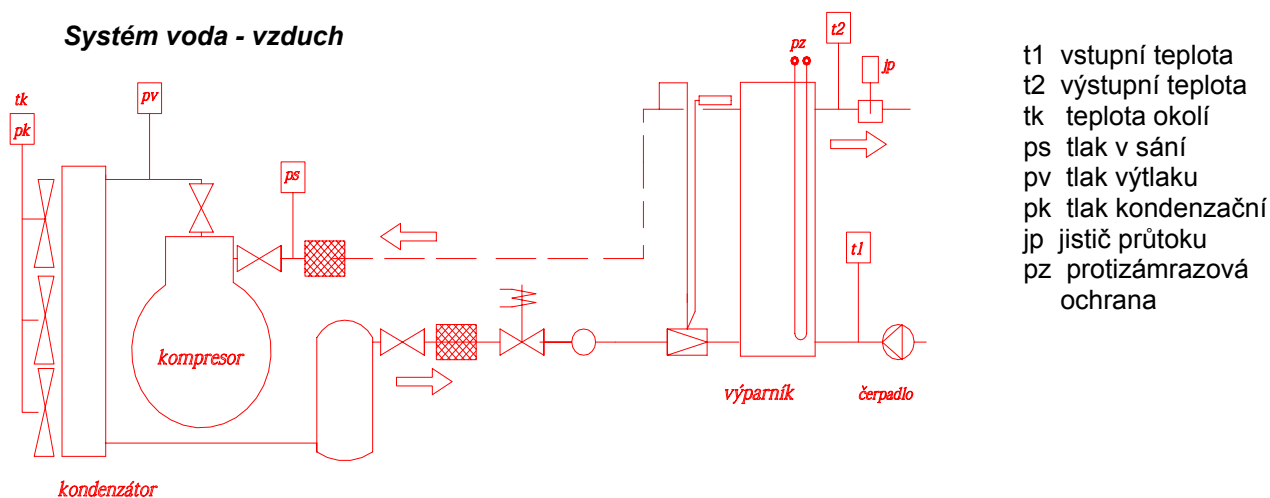 Systém voda - vzduch
tk
pk
pv
ps
pz
t2
jp
t1
kompresor
výparník
čerpadlo
kondenzátor
t1 vstupní teplota
t2 výstupní teplota
tk teplota okolí
ps tlak v sání
pv tlak výtlaku
pk tlak kondenzační
jp jistič průtoku
pz protizámrazová
ochrana